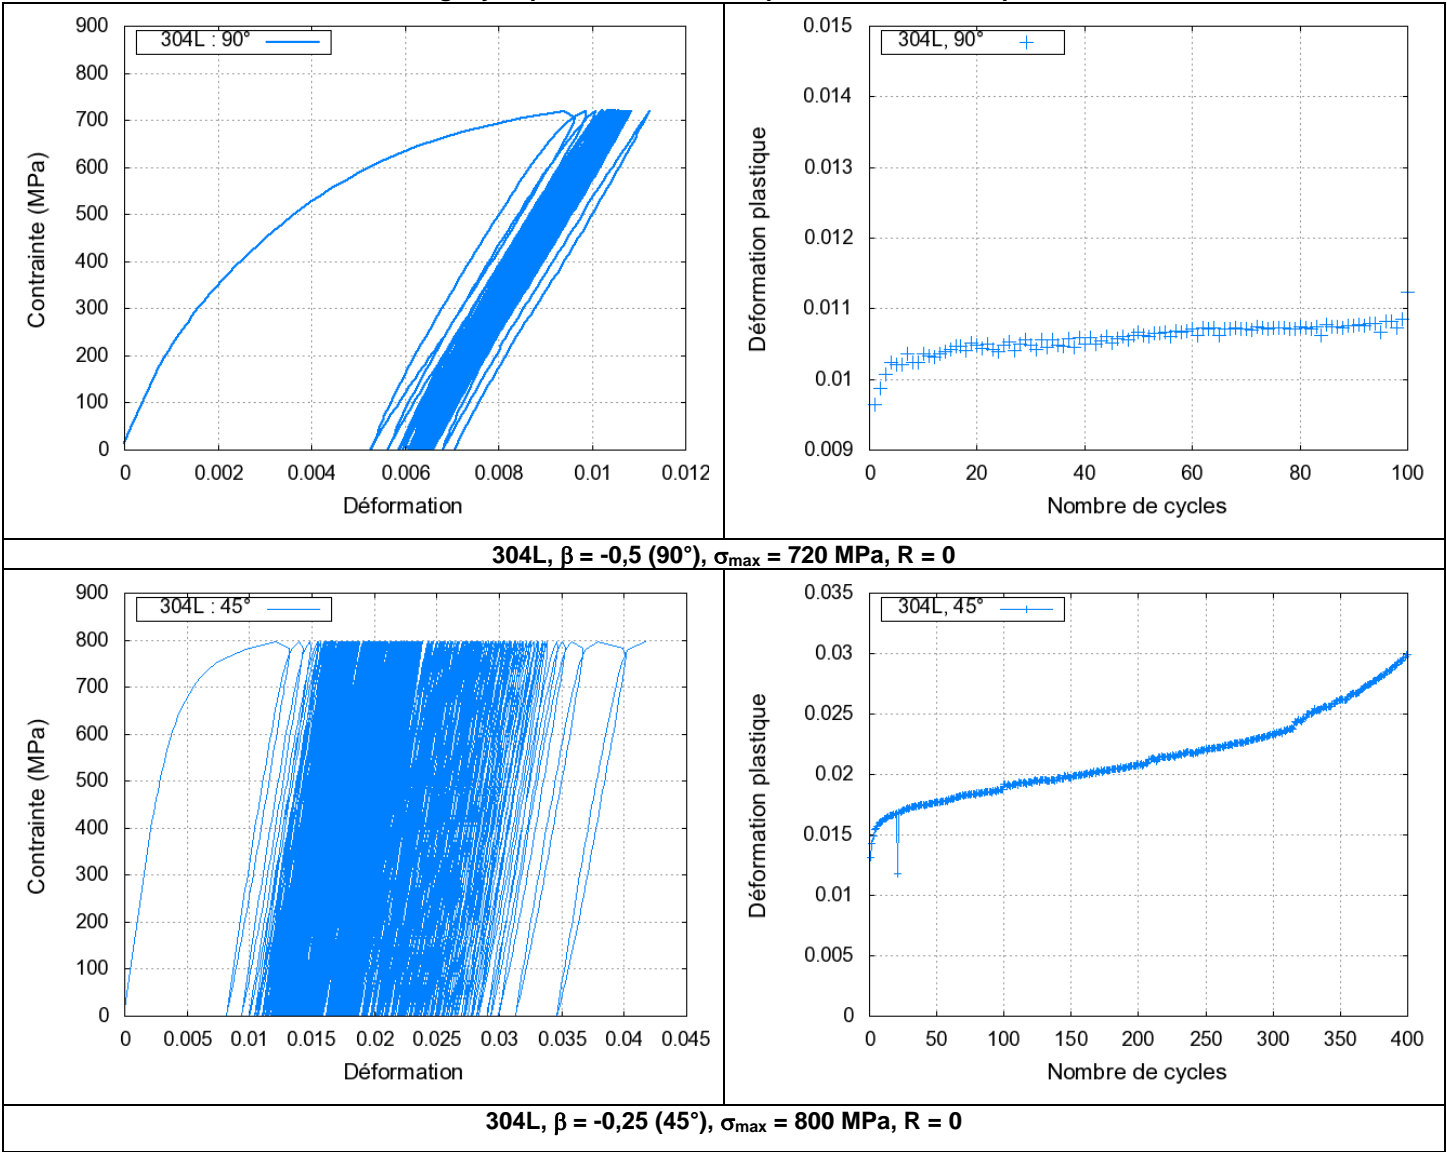 900
800
700
600
500
400
300
200
100
0
Contrainte (MPa)
304L : 90°
0 0.002 0.004 0.006 0.008 0.01 0.012
Déformation
0.015
0.014
0.013
0.012
0.011
0.01
0.009
Déformation plastique
304L, 90°
0 20 40 60 80 100
Nombre de cycles
304L, β = -0,5 (90°), σmax = 720 MPa, R = 0
900
800
700
600
500
400
300
200
100
0
Contrainte (MPa)
304L : 45°
0 0.005 0.01 0.015 0.02 0.025 0.03 0.035 0.04 0.045
Déformation
0.035
0.03
0.025
0.02
0.015
0.01
0.005
0
Déformation plastique
304L, 45°
0 50 100 150 200 250 300 350 400
Nombre de cycles
304L, β = -0,25 (45°), σmax = 800 MPa, R = 0